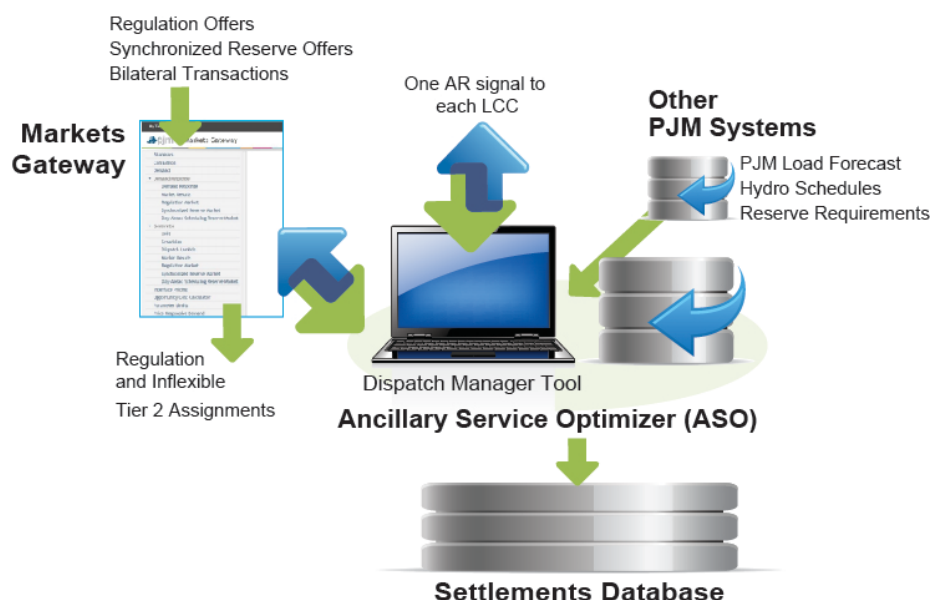 Regulation Offers
Synchronized Reserve Offers
Bilateral Transactions
Markets
Gateway
Markets Gateway
One AR signal to
each LCC
Other
PJM Systems
PJM Load Forecast
Hydro Schedules
Reserve Requirements
Regulation
and Inflexible
Tier 2 Assignments
Dispatch Manager Tool
Ancillary Service Optimizer (ASO)
Settlements Database